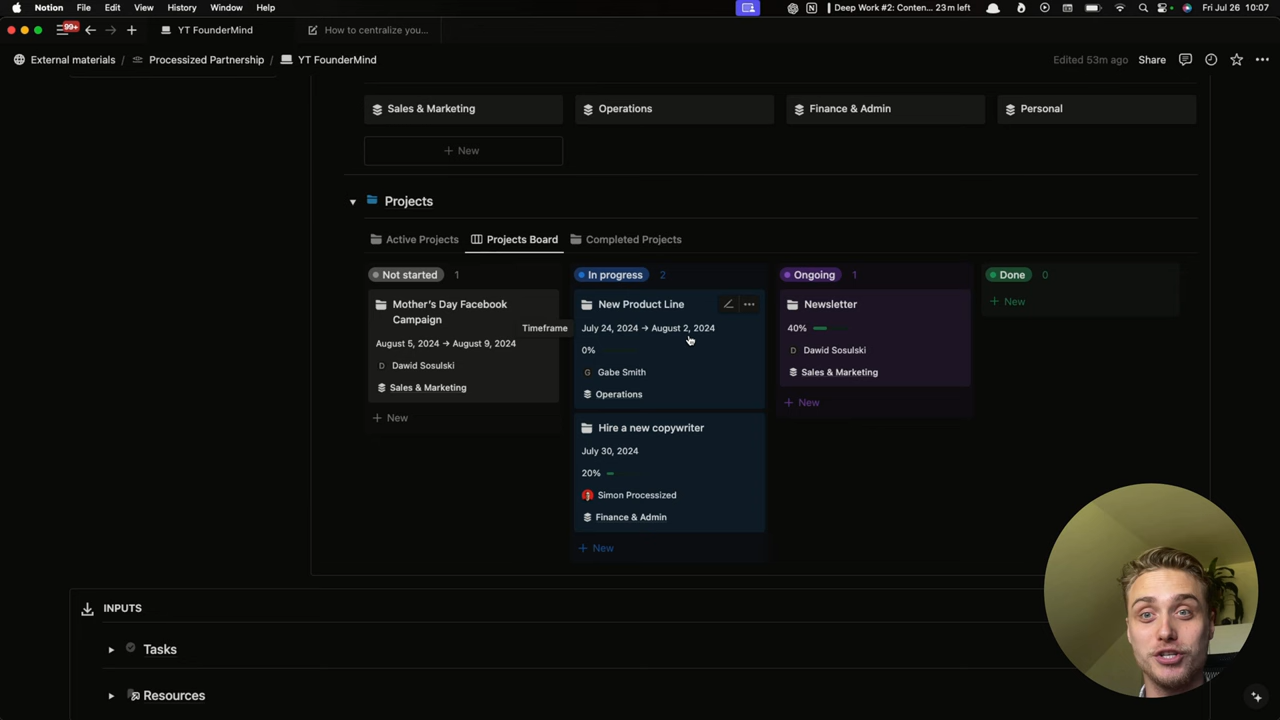 Notion File Edit View History Window Help Deep Work #2: Conten... 23 m left Fri Jul 26 10:07
99+ YT FounderMind How to centralize you...
External materials / Processized Partnership / YT FounderMind Edited 53m ago Share
Sales & Marketing Operations Finance & Admin Personal
+ New
Projects
Active Projects Projects Board Completed Projects
Not started 1 In progress 2 Ongoing 1 Done 0
Mother's Day Facebook
Campaign
August 5, 2024 → August 9, 2024
D Dawid Sosulski
Sales & Marketing
+ New
Timeframe
New Product Line
July 24, 2024 → August 2, 2024
0%
G Gabe Smith
Operations
Hire a new copywriter
July 30, 2024
20%
Simon Processized
Finance & Admin
+ New
Newsletter
40%
D Dawid Sosulski
Sales & Marketing
+ New
+ New
INPUTS
Tasks
Resources